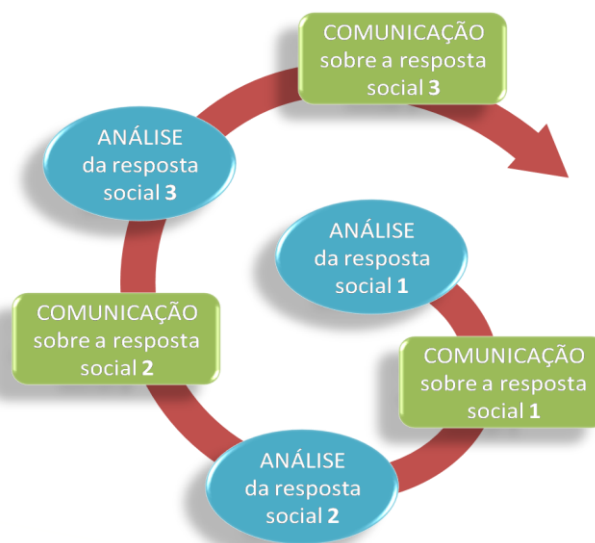 COMUNICAÇÃO
sobre a resposta
social 3
ANÁLISE
da resposta
social 3
ANÁLISE
da resposta
social 1
COMUNICAÇÃO
sobre a resposta
social 2
COMUNICAÇÃO
sobre a resposta
social 1
ANÁLISE
da resposta
social 2